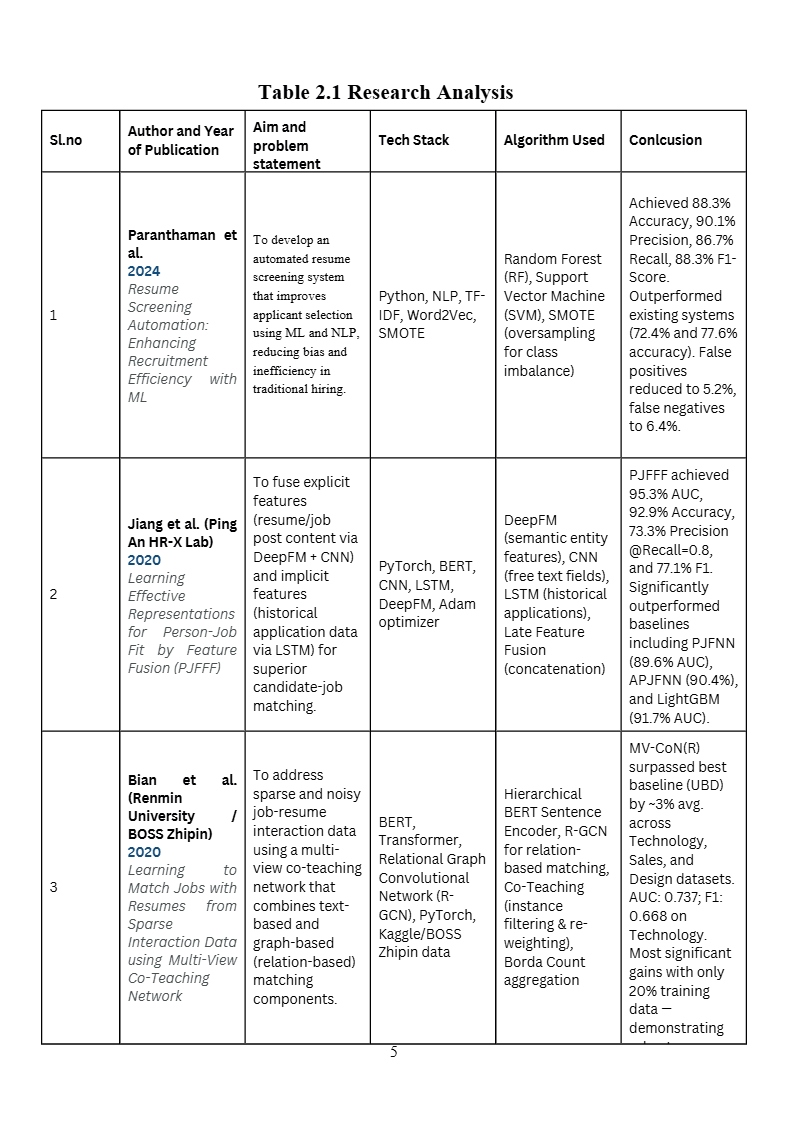 Table 2.1 Research Analysis
Sl.no
Author and Year
of Publication
Aim and
problem
statement
Tech Stack
Algorithm Used
Conlcusion
1
Paranthaman et
al.
2024
Resume
Screening
Automation:
Enhancing
Recruitment
Efficiency with
ML
To develop an
automated resume
screening system
that improves
applicant selection
using ML and NLP,
reducing bias and
inefficiency in
traditional hiring.
Python, NLP, TF-
IDF, Word2Vec,
SMOTE
Random Forest
(RF), Support
Vector Machine
(SVM), SMOTE
(oversampling
for class
imbalance)
Achieved 88.3%
Accuracy, 90.1%
Precision, 86.7%
Recall, 88.3% F1-
Score.
Outperformed
existing systems
(72.4% and 77.6%
accuracy). False
positives
reduced to 5.2%,
false negatives
to 6.4%.
2
Jiang et al. (Ping
An HR-X Lab)
2020
Learning
Effective
Representations
for Person-Job
Fit by Feature
Fusion (PJFFF)
To fuse explicit
features
(resume/job
post content via
DeepFM + CNN)
and implicit
features
(historical
application data
via LSTM) for
superior
candidate-job
matching.
PyTorch, BERT,
CNN, LSTM,
DeepFM, Adam
optimizer
DeepFM
(semantic entity
features), CNN
(free text fields),
LSTM (historical
applications),
Late Feature
Fusion
(concatenation)
PJFFF achieved
95.3% AUC,
92.9% Accuracy,
73.3% Precision
@Recall=0.8,
and 77.1% F1.
Significantly
outperformed
baselines
including PJFNN
(89.6% AUC),
APJFNN (90.4%),
and LightGBM
(91.7% AUC).
3
Bian et al.
(Renmin
University /
BOSS Zhipin)
2020
Learning to
Match Jobs with
Resumes from
Sparse
Interaction Data
using Multi-View
Co-Teaching
Network
To address
sparse and noisy
job-resume
interaction data
using a multi-
view co-teaching
network that
combines text-
based and
graph-based
(relation-based)
matching
components.
BERT,
Transformer,
Relational Graph
Convolutional
Network (R-
GCN), PyTorch,
Kaggle/BOSS
Zhipin data
Hierarchical
BERT Sentence
Encoder, R-GCN
for relation-
based matching,
Co-Teaching
(instance
filtering & re-
weighting),
Borda Count
aggregation
MV-CoN(R)
surpassed best
baseline (UBD)
by ~3% avg.
across
Technology,
Sales, and
Design datasets.
AUC: 0.737; F1:
0.668 on
Technology.
Most significant
gains with only
20% training
data —
demonstrating
5